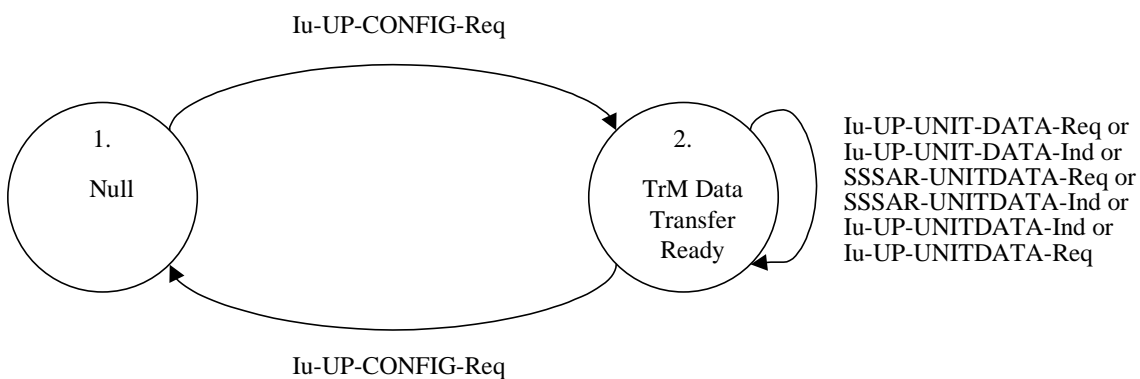 Iu-UP-CONFIG-Req
1.
Null
2.
TrM Data
Transfer
Ready
Iu-UP-UNIT-DATA-Req or
Iu-UP-UNIT-DATA-Ind or
SSSAR-UNITDATA-Req or
SSSAR-UNITDATA-Ind or
Iu-UP-UNITDATA-Ind or
Iu-UP-UNITDATA-Req
Iu-UP-CONFIG-Req